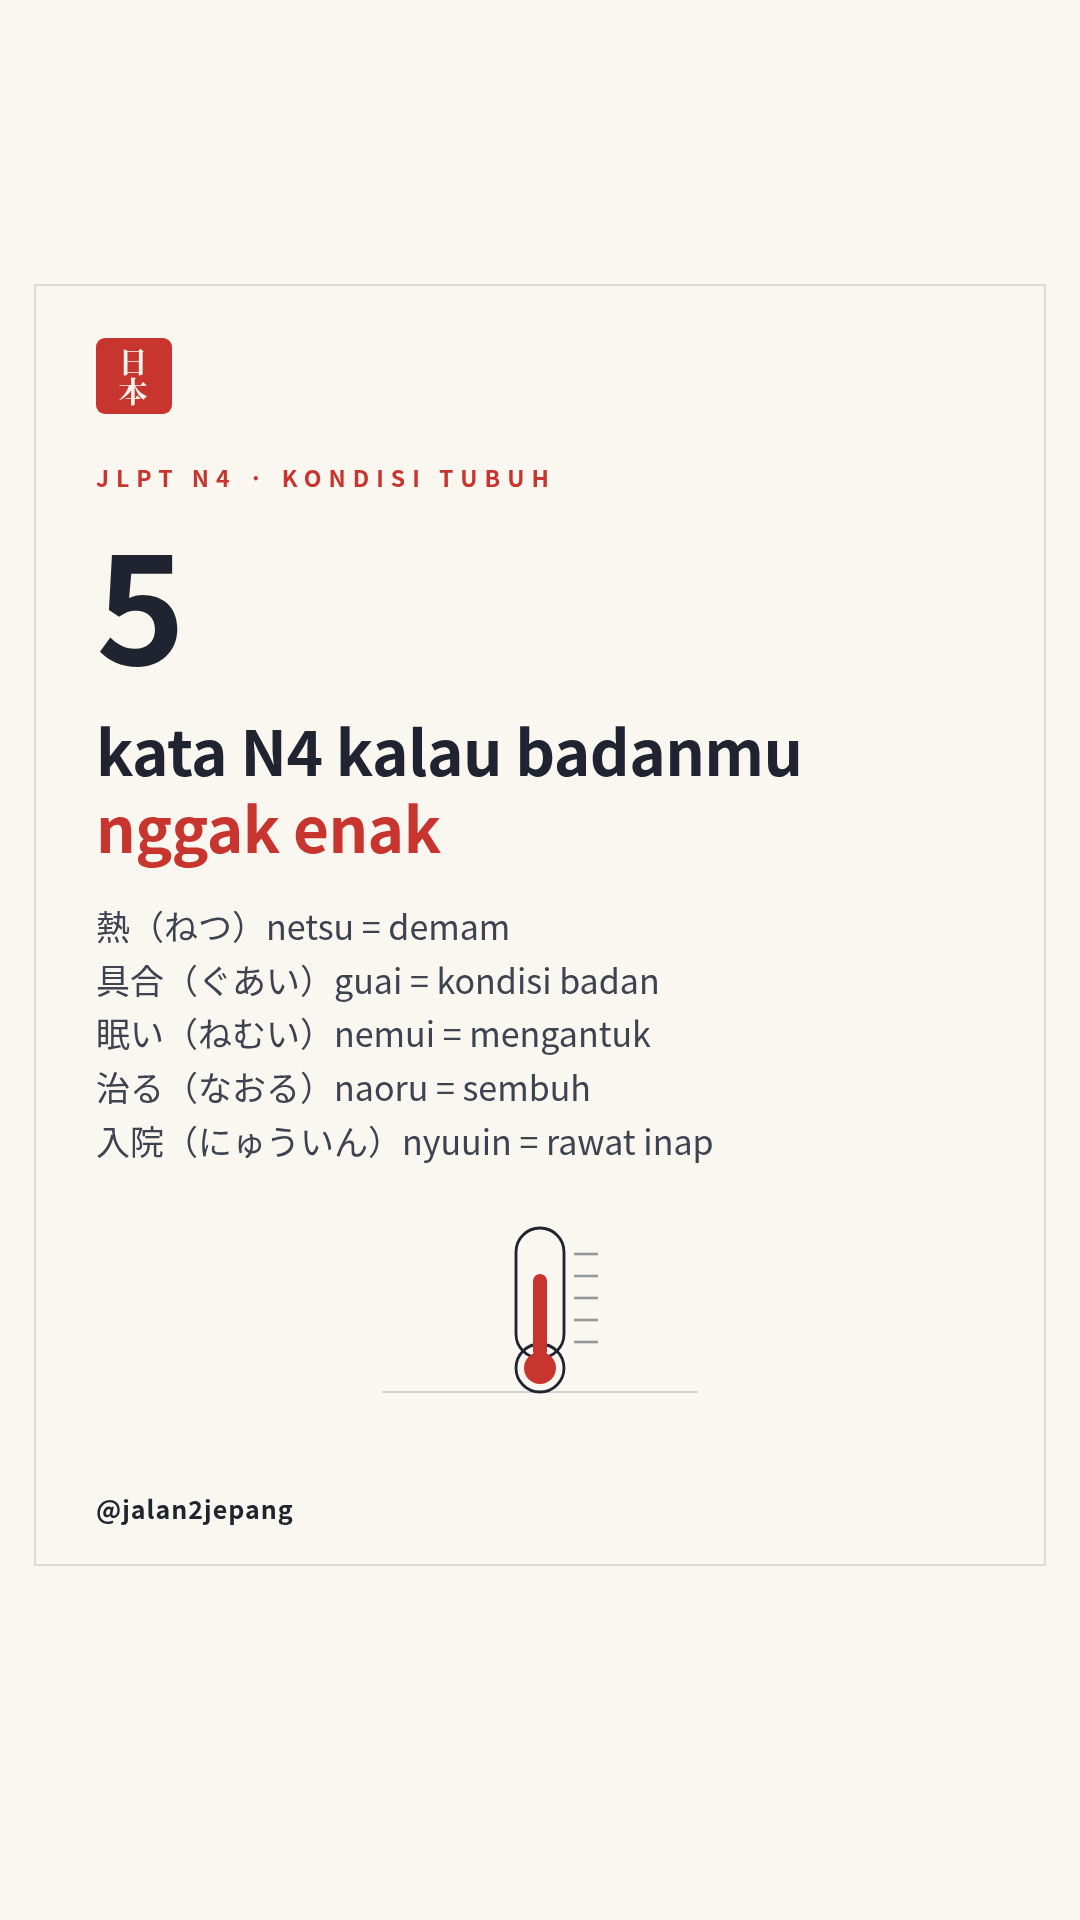 日
本
JLPT N4 · KONDISI TUBUH
5
kata N4 kalau badanmu
nggak enak
熱（ねつ）netsu = demam
具合（ぐあい）guai = kondisi badan
眠い（ねむい）nemui = mengantuk
治る（なおる）naoru = sembuh
入院（にゅういん）nyuuin = rawat inap
@jalan2jepang